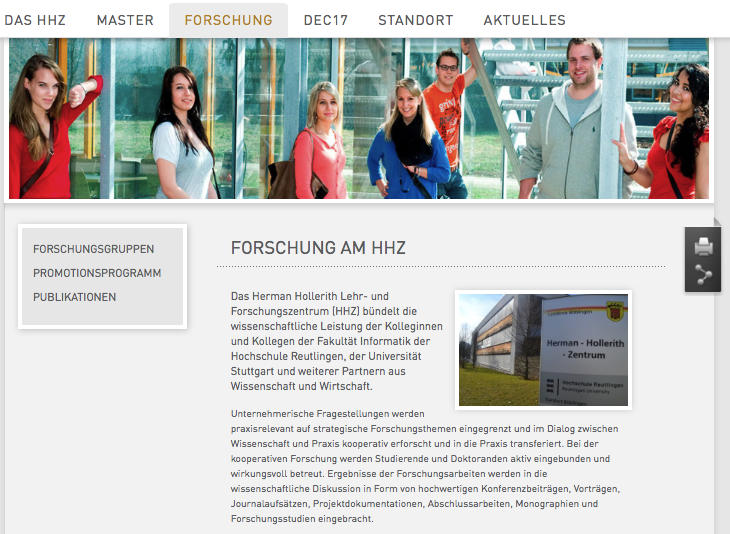 DAS HHZ MASTER FORSCHUNG DEC17 STANDORT AKTUELLES
FORSCHUNGSGRUPPEN
PROMOTIONSPROGRAMM
PUBLIKATIONEN
FORSCHUNG AM HHZ
Das Herman Hollerith Lehr- und
Forschungszentrum (HHZ) bündelt die
wissenschaftliche Leistung der Kolleginnen
und Kollegen der Fakultät Informatik der
Hochschule Reutlingen, der Universität
Stuttgart und weiterer Partnern aus
Wissenschaft und Wirtschaft.
Landkreis Böblingen
Herman - Hollerith
- Zentrum
Hochschule Reutlingen
Reutlingen University
Unternehmerische Fragestellungen werden
praxisrelevant auf strategische Forschungsthemen eingegrenzt und im Dialog zwischen
Wissenschaft und Praxis kooperativ erforscht und in die Praxis transferiert. Bei der
kooperativen Forschung werden Studierende und Doktoranden aktiv eingebunden und
wirkungsvoll betreut. Ergebnisse der Forschungsarbeiten werden in die
wissenschaftliche Diskussion in Form von hochwertigen Konferenzbeiträgen, Vorträgen,
Journalaufsätzen, Projektdokumentationen, Abschlussarbeiten, Monographien und
Forschungsstudien eingebracht.